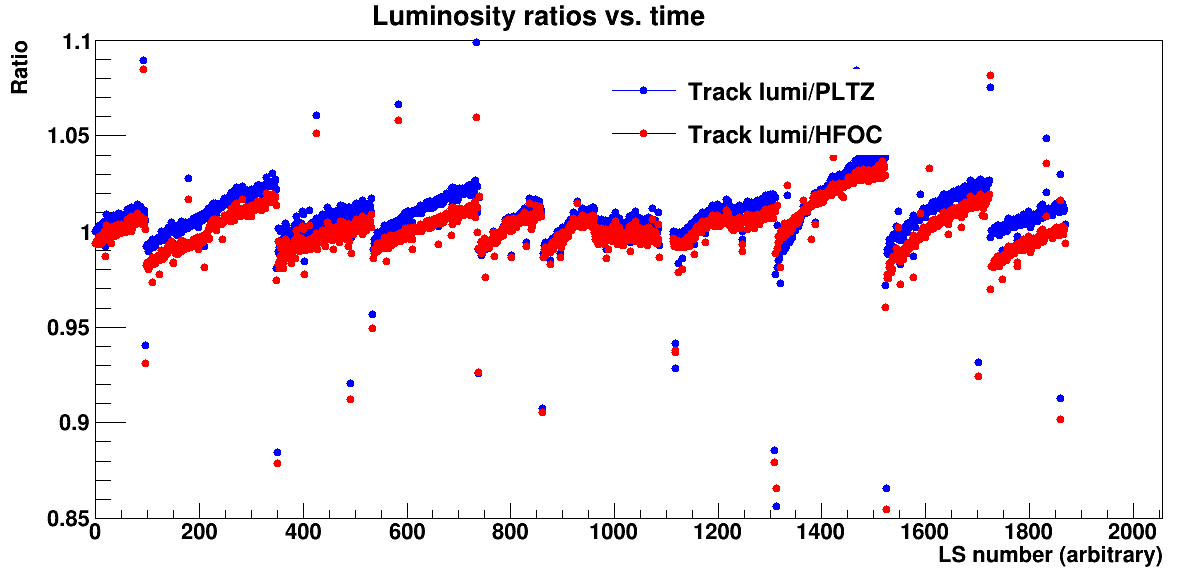 Luminosity ratios vs. time
Ratio
1.1
1.05
1
0.95
0.9
0.85
Track lumi/PLTZ
Track lumi/HFOC
0 200 400 600 800 1000 1200 1400 1600 1800 2000
LS number (arbitrary)